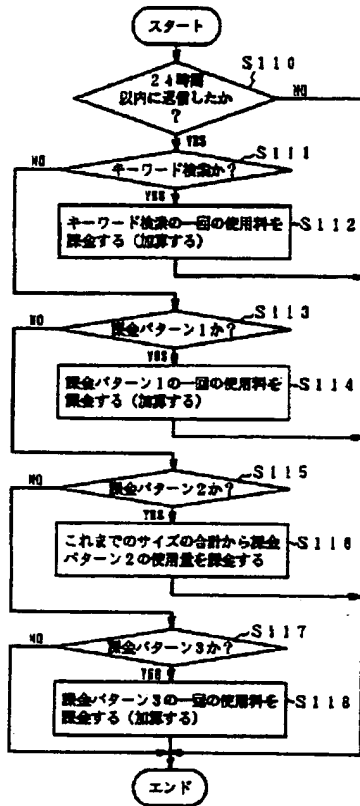 スタート
S110
24時間
以内に返信したか
?
NO
YES
S111
NO
キーワード検索か?
YES
キーワード検索の一回の使用料を
課金する(加算する)
S112
S113
NO
課金パターン1か?
YES
課金パターン1の一回の使用料を
課金する(加算する)
S114
S115
NO
課金パターン2か?
YES
これまでのサイズの合計から課金
パターン2の使用量を課金する
S116
S117
NO
課金パターン3か?
YES
課金パターン3の一回の使用料を
課金する(加算する)
S118
エンド